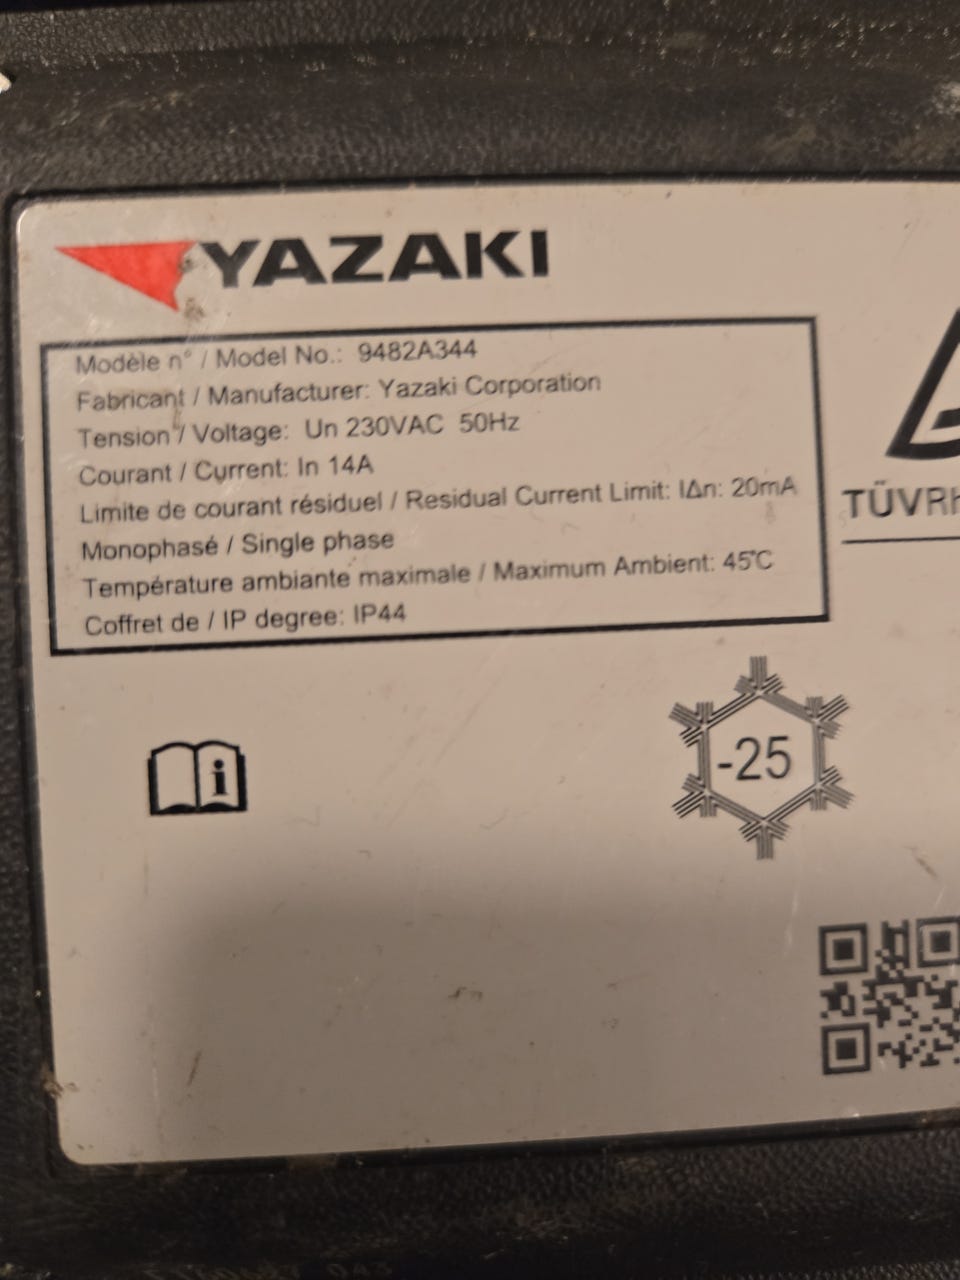 YAZAKI
Modèle n° / Model No.: 9482A344
Fabricant / Manufacturer: Yazaki Corporation
Tension / Voltage: Un 230VAC 50Hz
Courant / Current: In 14A
Limite de courant résiduel / Residual Current Limit: IΔn: 20mA
Monophasé / Single phase
Température ambiante maximale / Maximum Ambient: 45°C
Coffret de / IP degree: IP44
TÜVRH
i
-25